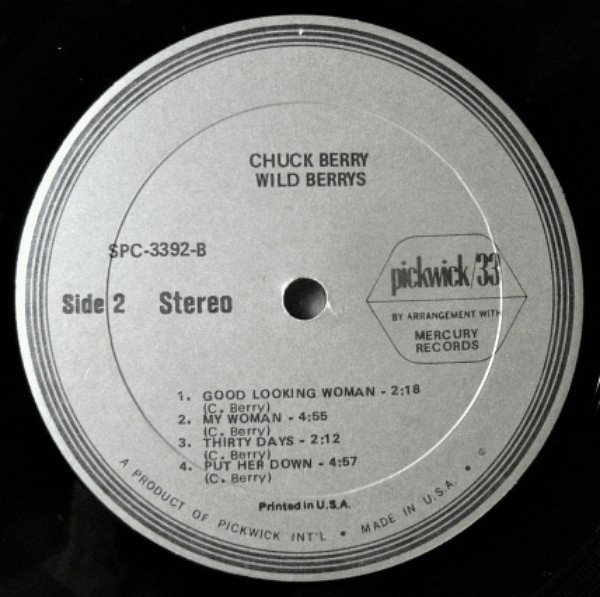 CHUCK BERRY
WILD BERRYS
SPC-3392-B
pickwick/33
Side 2 Stereo
BY ARRANGEMENT WITH
MERCURY
RECORDS
1. GOOD LOOKING WOMAN - 2:18
(C. Berry)
2. MY WOMAN - 4:55
(C. Berry)
3. THIRTY DAYS - 2:12
(C. Berry)
4. PUT HER DOWN - 4:57
(C. Berry)
Printed in U.S.A.
A PRODUCT OF PICKWICK INT'L • MADE IN U.S.A. • ℗